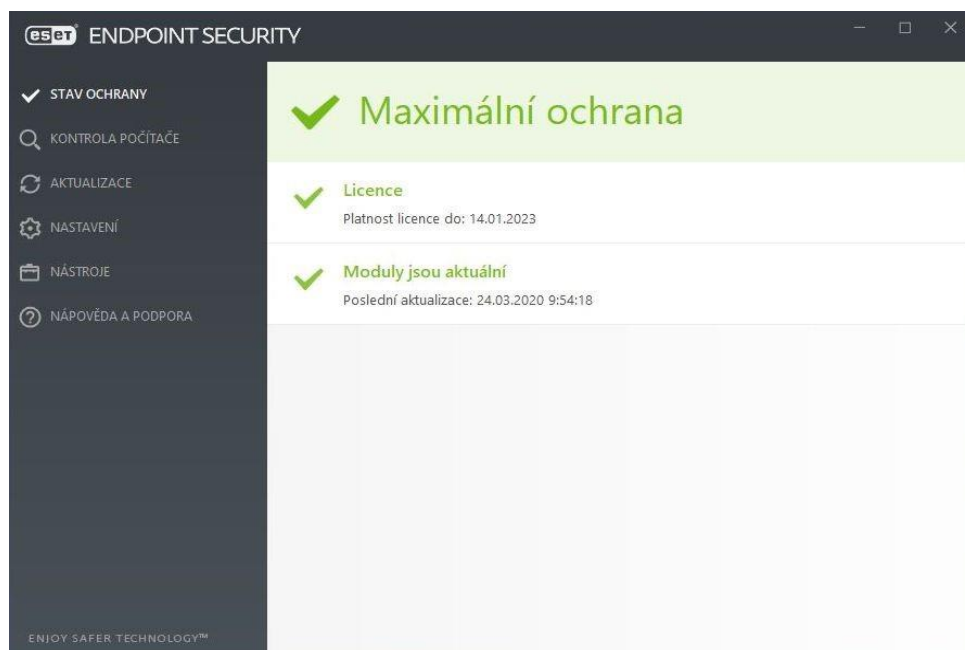 eset ENDPOINT SECURITY
STAV OCHRANY
KONTROLA POČÍTAČE
AKTUALIZACE
NASTAVENÍ
NÁSTROJE
NÁPOVĚDA A PODPORA
ENJOY SAFER TECHNOLOGY™
Maximální ochrana
Licence
Platnost licence do: 14.01.2023
Moduly jsou aktuální
Poslední aktualizace: 24.03.2020 9:54:18